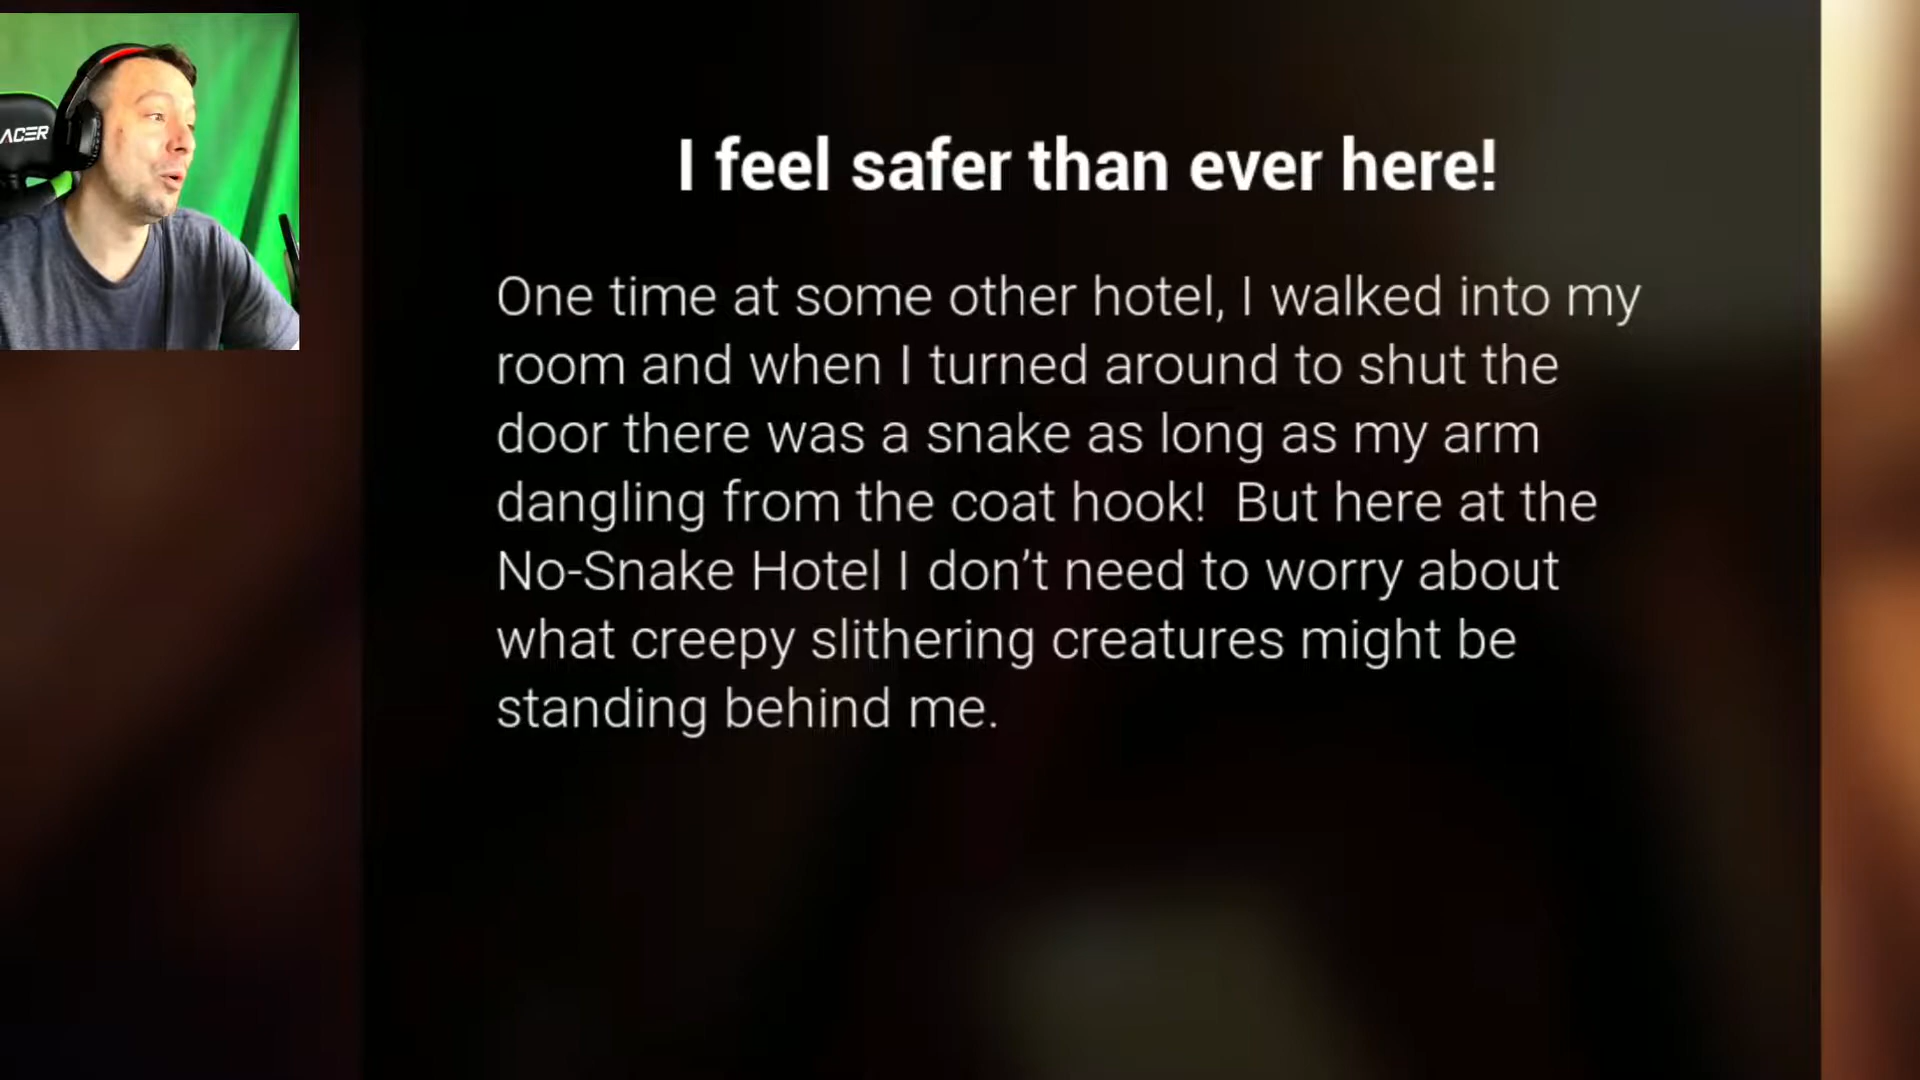 ACER
I feel safer than ever here!
One time at some other hotel, I walked into my
room and when I turned around to shut the
door there was a snake as long as my arm
dangling from the coat hook!  But here at the
No-Snake Hotel I don’t need to worry about
what creepy slithering creatures might be
standing behind me.